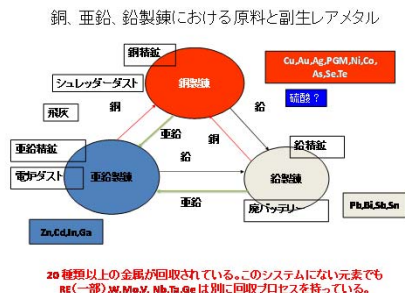 銅、亜鉛、鉛製錬における原料と副生レアメタル
銅精鉱
シュレッダーダスト
銅製錬
Cu,Au,Ag,PGM,Ni,Co,
As,Se,Te
硫酸？
飛灰
銅
鉛
亜鉛
銅
亜鉛精鉱
鉛
鉛精鉱
電炉ダスト
亜鉛製錬
鉛製錬
亜鉛
廃バッテリー
Pb,Bi,Sb,Sn
Zn,Cd,In,Ga
20種類以上の金属が回収されている。このシステムにない元素でも
RE(一部),W,Mo,V, Nb,Ta,Ge は別に回収プロセスを持っている。